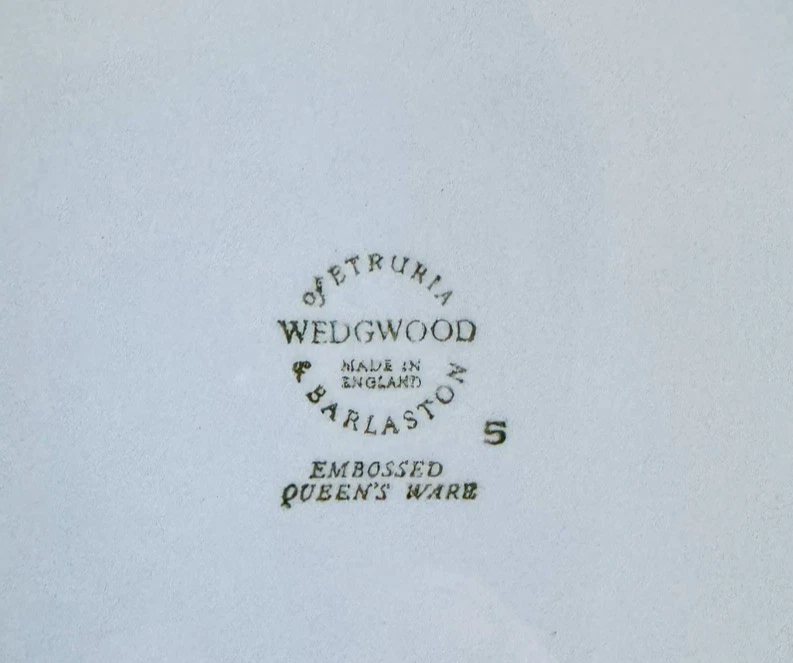 of ETRURIA
WEDGWOOD
MADE IN
ENGLAND
& BARLASTON
5
EMBOSSED
QUEEN'S WARE